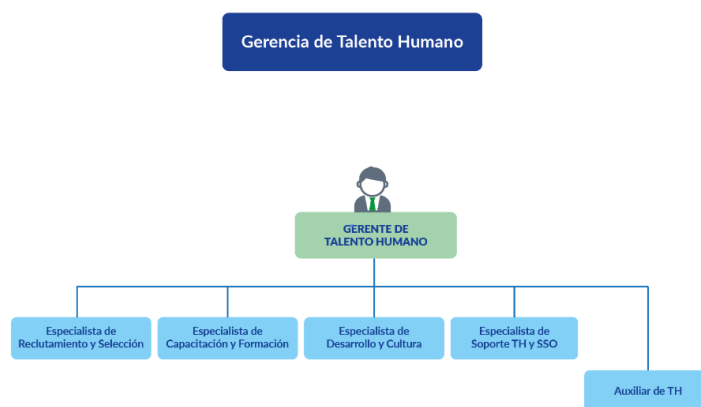 Gerencia de Talento Humano
GERENTE DE
TALENTO HUMANO
Especialista de
Reclutamiento y Selección
Especialista de
Capacitación y Formación
Especialista de
Desarrollo y Cultura
Especialista de
Soporte TH y SSO
Auxiliar de TH